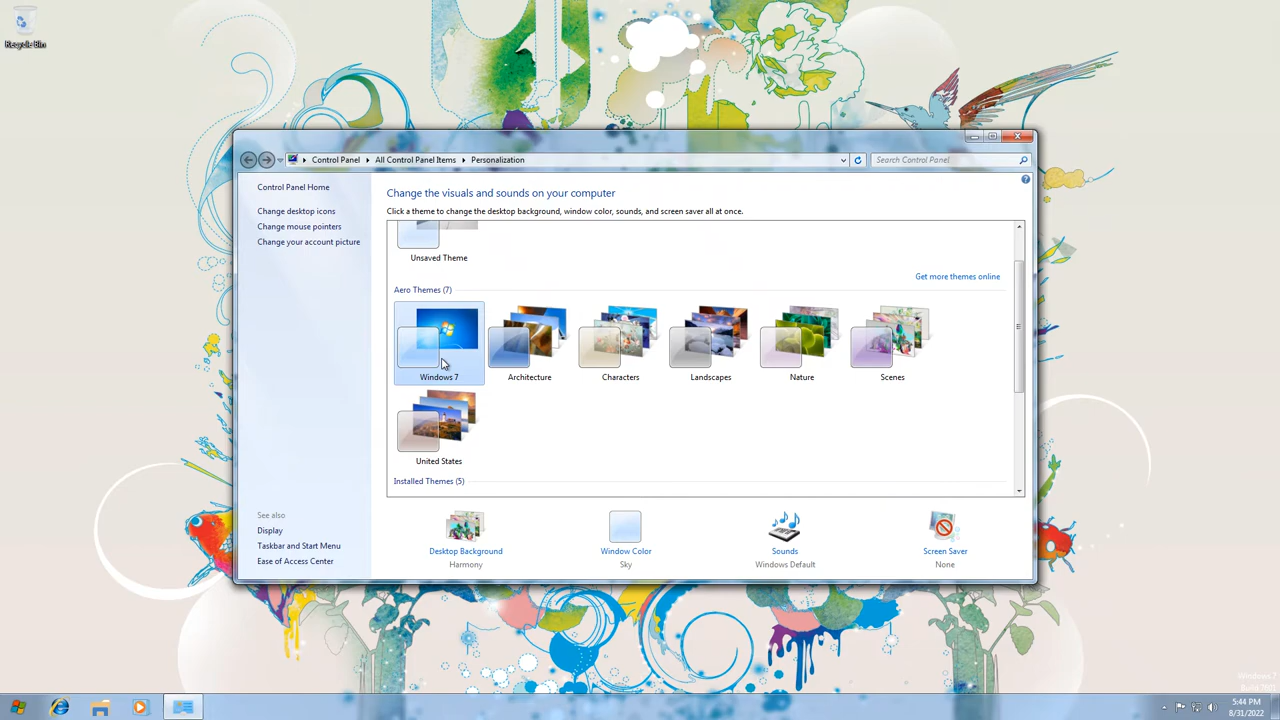 Recycle Bin
Control Panel
All Control Panel Items
Personalization
Search Control Panel
Control Panel Home
Change desktop icons
Change mouse pointers
Change your account picture
Change the visuals and sounds on your computer
Click a theme to change the desktop background, window color, sounds, and screen saver all at once.
Unsaved Theme
Get more themes online
Aero Themes (7)
Windows 7
Architecture
Characters
Landscapes
Nature
Scenes
United States
Installed Themes (5)
See also
Display
Taskbar and Start Menu
Ease of Access Center
Desktop Background
Harmony
Window Color
Sky
Sounds
Windows Default
Screen Saver
None
Windows 7
5:44 PM
8/31/2022